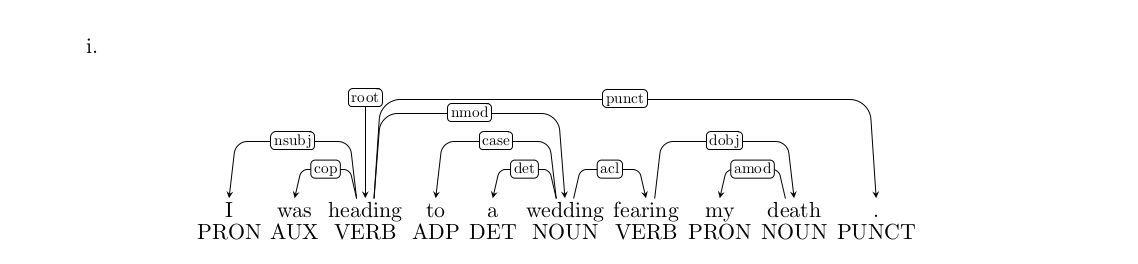 i.
root
punct
nmod
nsubj
case
dobj
cop
det
acl
amod
I was heading to a wedding fearing my death .
PRON AUX VERB ADP DET NOUN VERB PRON NOUN PUNCT